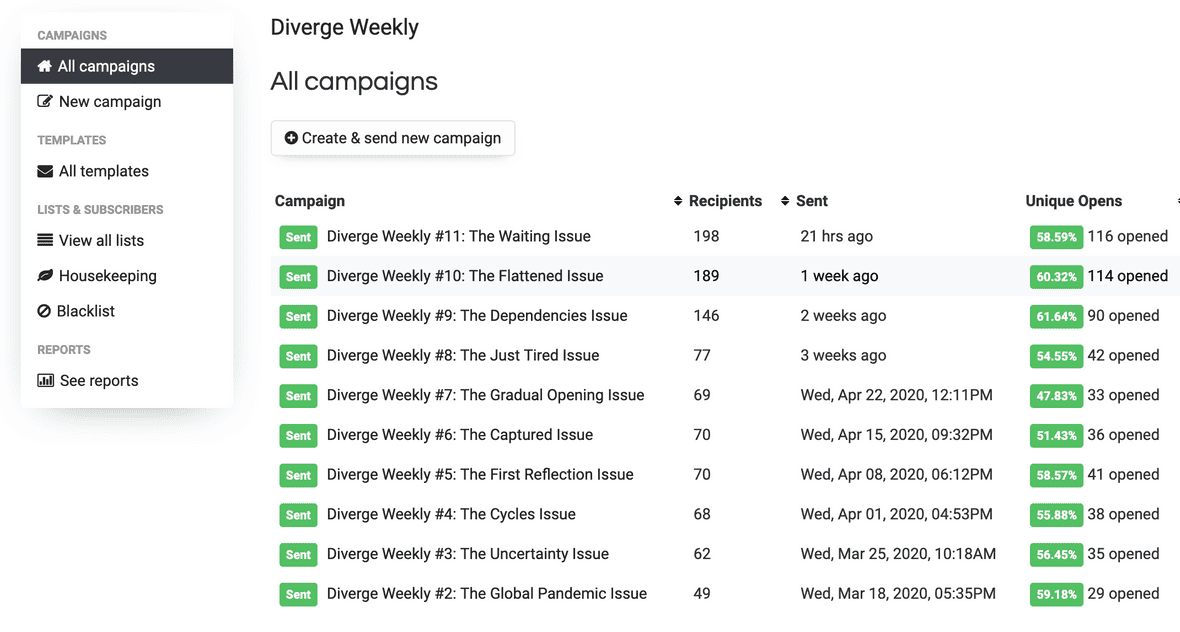 CAMPAIGNS
All campaigns
New campaign
TEMPLATES
All templates
LISTS & SUBSCRIBERS
View all lists
Housekeeping
Blacklist
REPORTS
See reports
Diverge Weekly
All campaigns
Create & send new campaign
Campaign Recipients Sent Unique Opens
Sent Diverge Weekly #11: The Waiting Issue 198 21 hrs ago 58.59% 116 opened
Sent Diverge Weekly #10: The Flattened Issue 189 1 week ago 60.32% 114 opened
Sent Diverge Weekly #9: The Dependencies Issue 146 2 weeks ago 61.64% 90 opened
Sent Diverge Weekly #8: The Just Tired Issue 77 3 weeks ago 54.55% 42 opened
Sent Diverge Weekly #7: The Gradual Opening Issue 69 Wed, Apr 22, 2020, 12:11PM 47.83% 33 opened
Sent Diverge Weekly #6: The Captured Issue 70 Wed, Apr 15, 2020, 09:32PM 51.43% 36 opened
Sent Diverge Weekly #5: The First Reflection Issue 70 Wed, Apr 08, 2020, 06:12PM 58.57% 41 opened
Sent Diverge Weekly #4: The Cycles Issue 68 Wed, Apr 01, 2020, 04:53PM 55.88% 38 opened
Sent Diverge Weekly #3: The Uncertainty Issue 62 Wed, Mar 25, 2020, 10:18AM 56.45% 35 opened
Sent Diverge Weekly #2: The Global Pandemic Issue 49 Wed, Mar 18, 2020, 05:35PM 59.18% 29 opened